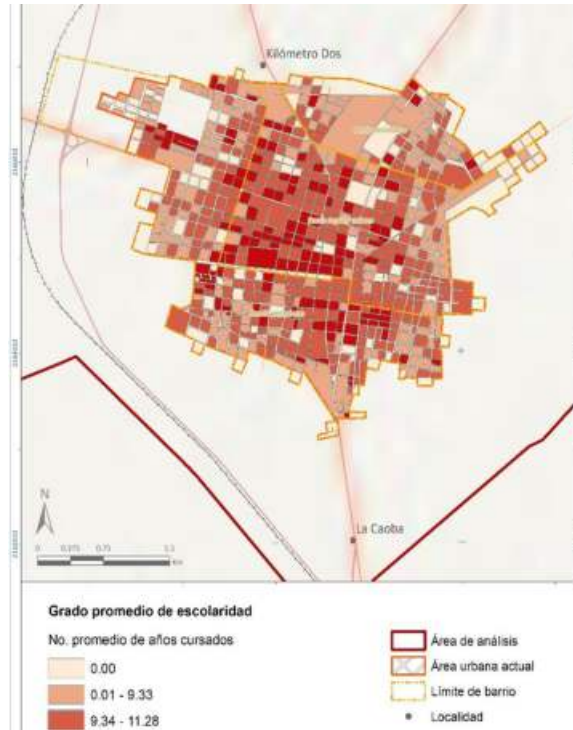 Kilómetro Dos
La Caoba
N
Km
Grado promedio de escolaridad
No. promedio de años cursados
0.00
0.01 - 9.33
9.34 - 11.28
Área de análisis
Área urbana actual
Límite de barrio
Localidad